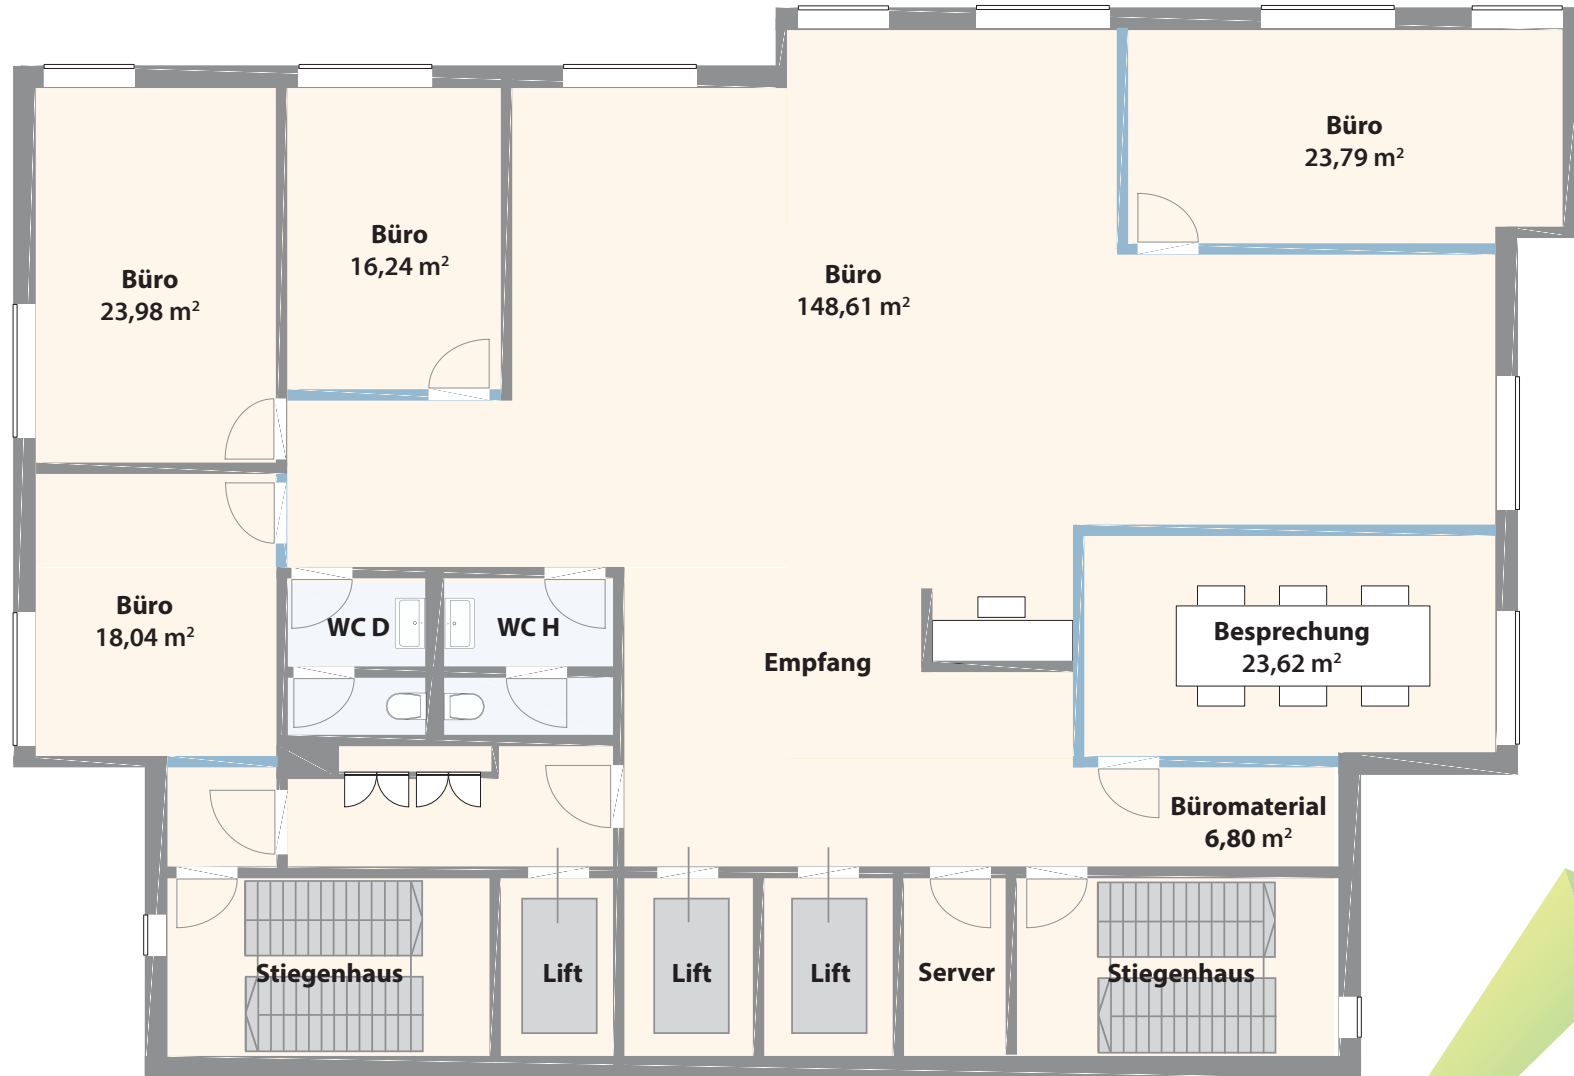 Büro
23,79 m²
Büro
16,24 m²
Büro
23,98 m²
Büro
148,61 m²
Büro
18,04 m²
WC D
WC H
Empfang
Besprechung
23,62 m²
Büromaterial
6,80 m²
Stiegenhaus
Lift
Lift
Lift
Server
Stiegenhaus